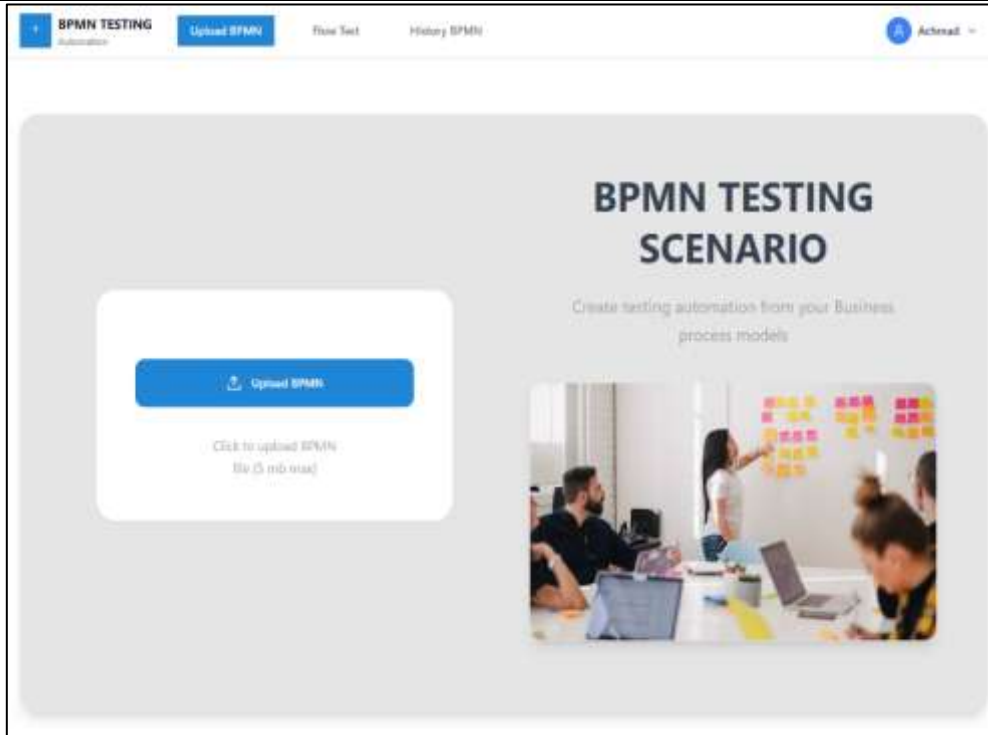 BPMN TESTING
Automation
Upload BPMN
Flow Test
History BPMN
Achmad
BPMN TESTING
SCENARIO
Create testing automation from your Business
process models
Upload BPMN
Click to upload BPMN
file (5 mb max)